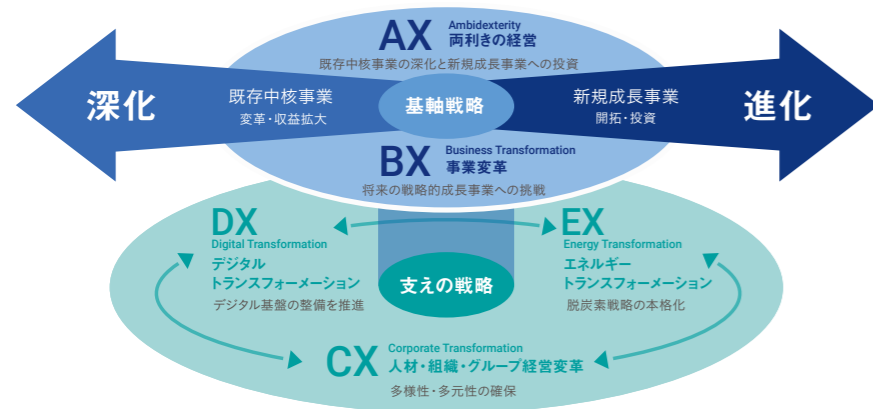 AX
Ambidexterity
両利きの経営
既存中核事業の深化と新規成長事業への投資
深化
既存中核事業
変革・収益拡大
基軸戦略
新規成長事業
開拓・投資
進化
BX
Business Transformation
事業変革
将来の戦略的成長事業への挑戦
DX
Digital Transformation
デジタル
トランスフォーメーション
デジタル基盤の整備を推進
EX
Energy Transformation
エネルギー
トランスフォーメーション
脱炭素戦略の本格化
支えの戦略
CX
Corporate Transformation
人材・組織・グループ経営変革
多様性・多元性の確保